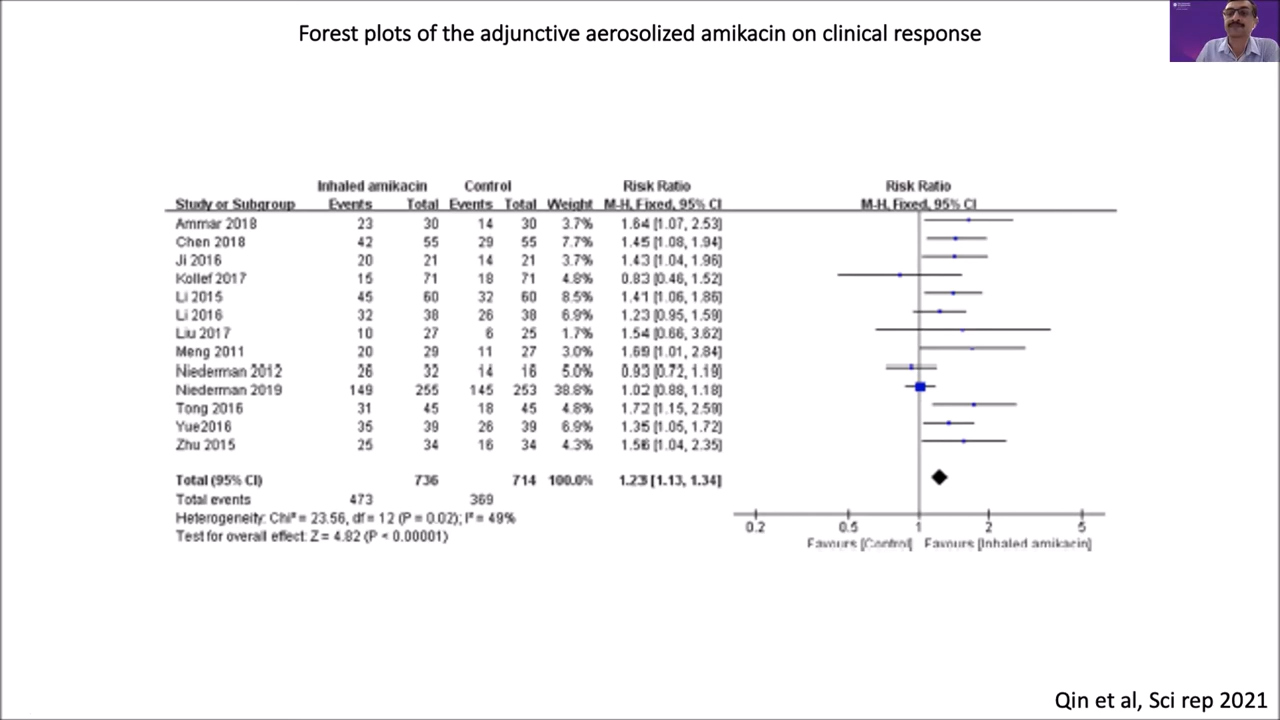 Forest plots of the adjunctive aerosolized amikacin on clinical response
Inhaled amikacin Control Risk Ratio Risk Ratio
Study or Subgroup Events Total Events Total Weight M-H, Fixed, 95% CI M-H, Fixed, 95% CI
Ammar 2018 23 30 14 30 3.7% 1.64 [1.07, 2.53]
Chen 2018 42 55 29 55 7.7% 1.45 [1.08, 1.94]
Ji 2016 20 21 14 21 3.7% 1.43 [1.04, 1.96]
Kollef 2017 15 71 18 71 4.8% 0.83 [0.46, 1.52]
Li 2015 45 60 32 60 8.5% 1.41 [1.06, 1.86]
Li 2016 32 38 26 38 6.9% 1.23 [0.95, 1.59]
Liu 2017 10 27 6 25 1.7% 1.54 [0.66, 3.62]
Meng 2011 20 29 11 27 3.0% 1.69 [1.01, 2.84]
Niederman 2012 26 32 14 16 5.0% 0.93 [0.72, 1.19]
Niederman 2019 149 255 145 253 38.8% 1.02 [0.88, 1.18]
Tong 2016 31 45 18 45 4.8% 1.72 [1.15, 2.59]
Yue2016 35 39 26 39 6.9% 1.35 [1.05, 1.72]
Zhu 2015 25 34 16 34 4.3% 1.56 [1.04, 2.35]
Total (95% CI) 736 714 100.0% 1.23 [1.13, 1.34]
Total events 473 369
Heterogeneity: Chi² = 23.56, df = 12 (P = 0.02); I² = 49%
Test for overall effect: Z = 4.82 (P < 0.00001)
0.2 0.5 1 2 5
Favours [Control] Favours [Inhaled amikacin]
Qin et al, Sci rep 2021